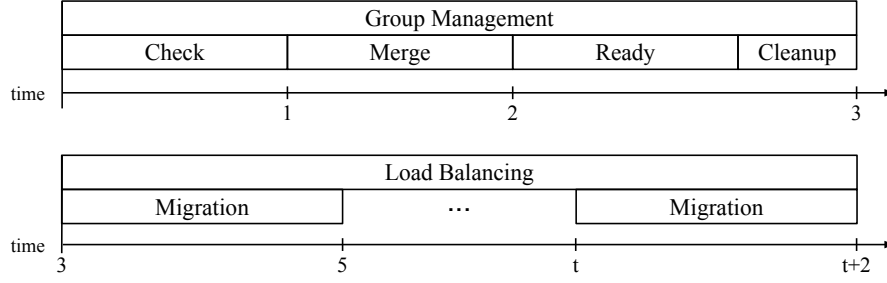 Group Management
Check Merge Ready Cleanup
time
1 2 3
Load Balancing
Migration ... Migration
time
3 5 t t+2